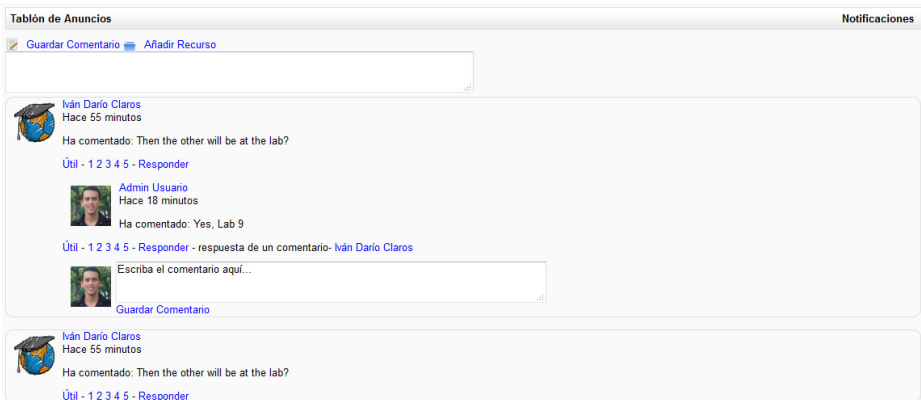 Tablón de Anuncios Notificaciones
Guardar Comentario Añadir Recurso
Iván Darío Claros
Hace 55 minutos
Ha comentado: Then the other will be at the lab?
Útil - 1 2 3 4 5 - Responder
Admin Usuario
Hace 18 minutos
Ha comentado: Yes, Lab 9
Útil - 1 2 3 4 5 - Responder - respuesta de un comentario- Iván Darío Claros
Escriba el comentario aquí...
Guardar Comentario
Iván Darío Claros
Hace 55 minutos
Ha comentado: Then the other will be at the lab?
Útil - 1 2 3 4 5 - Responder